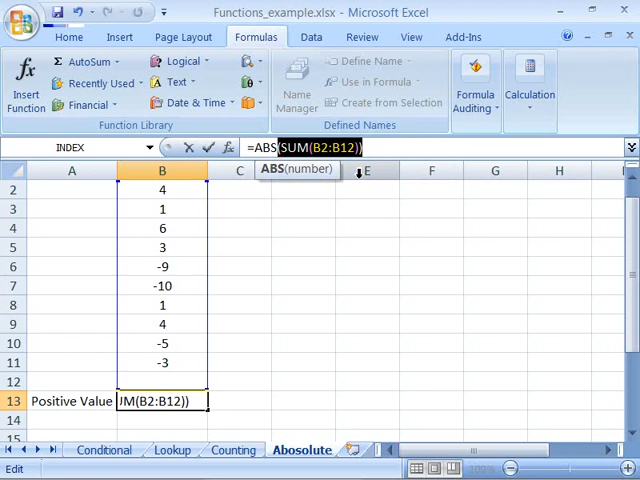 Functions_example.xlsx - Microsoft Excel
Home Insert Page Layout Formulas Data Review View Add-Ins
fx Insert Function
Σ AutoSum
Recently Used
Financial
Logical
Text
Date & Time
Function Library
Name Manager
Define Name
Use in Formula
Create from Selection
Defined Names
Formula Auditing
Calculation
INDEX =ABS(SUM(B2:B12))
ABS(number)
A B C E F G H
2 4
3 1
4 6
5 3
6 -9
7 -10
8 1
9 4
10 -5
11 -3
12
13 Positive Value JM(B2:B12))
14
15
Conditional Lookup Counting Abosolute
Edit 100%